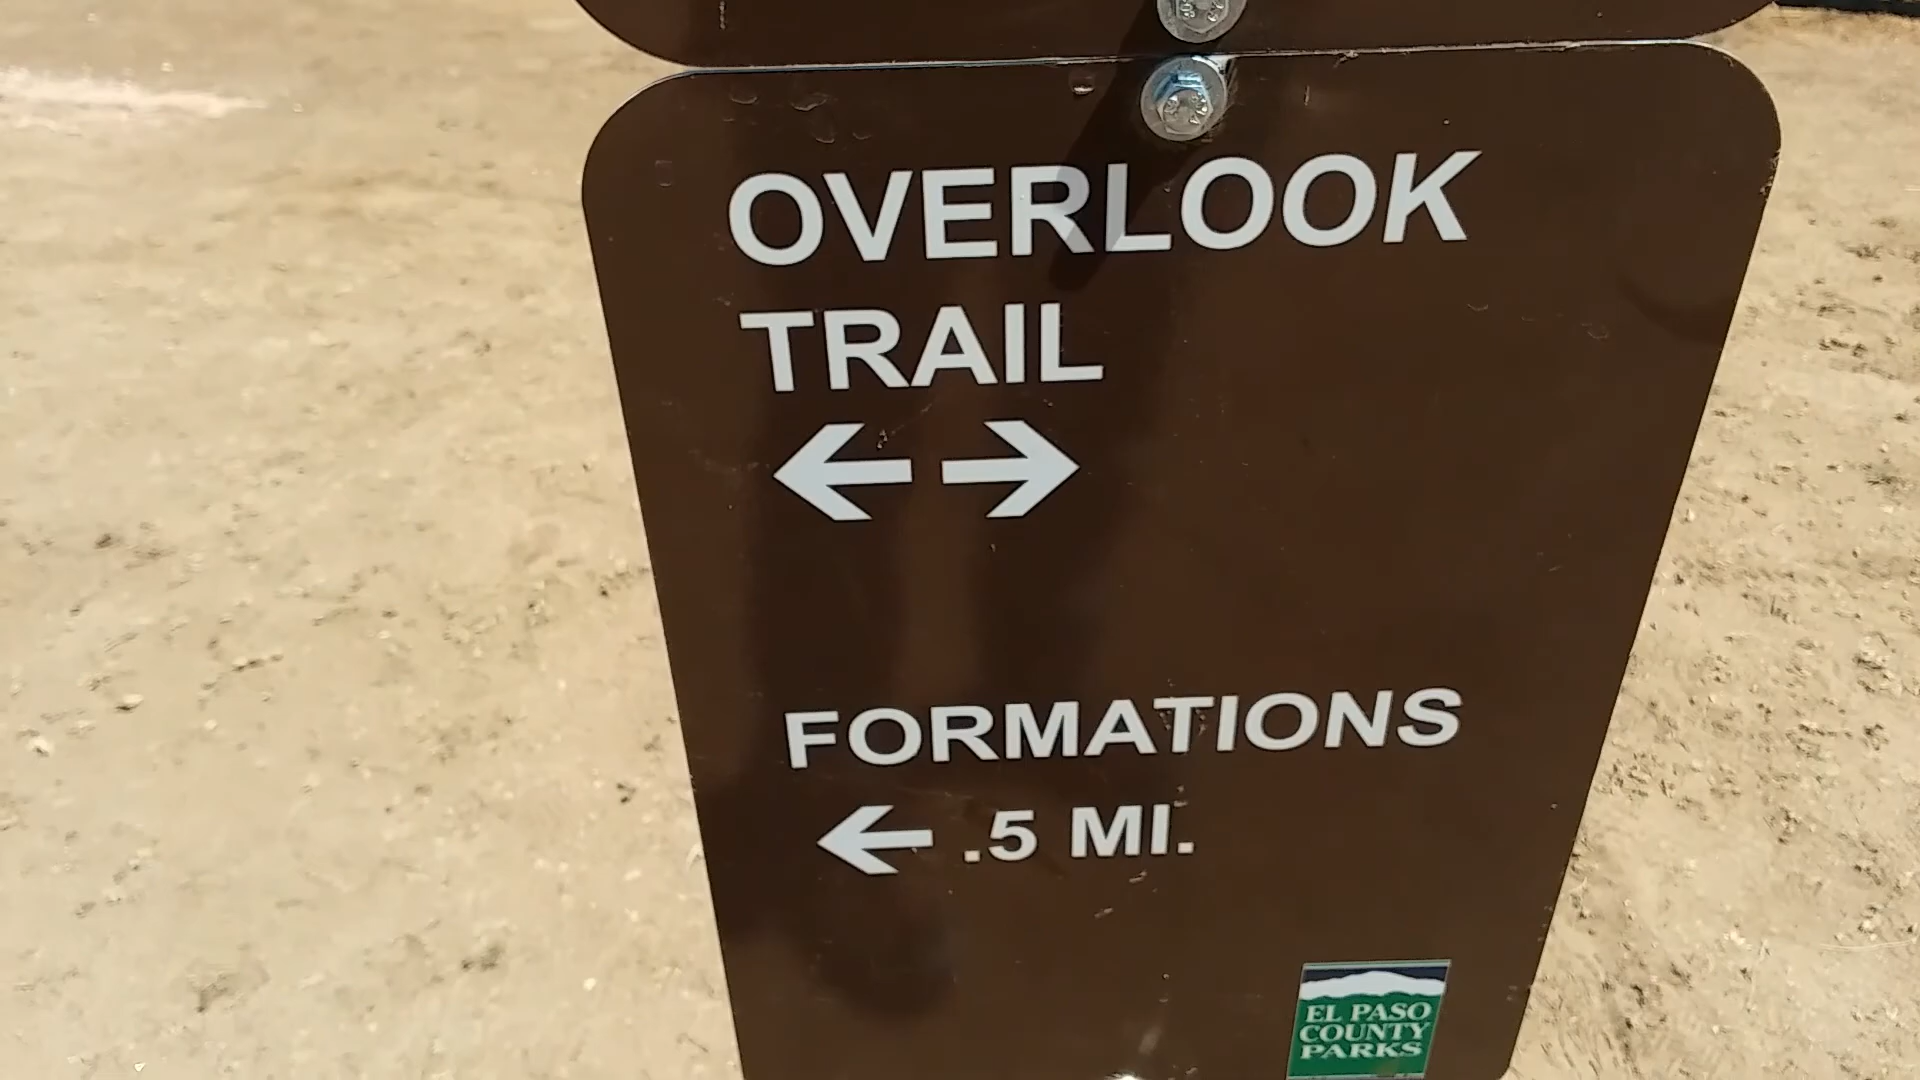 OVERLOOK
TRAIL
← →
FORMATIONS
← .5 MI.
EL PASO
COUNTY
PARKS